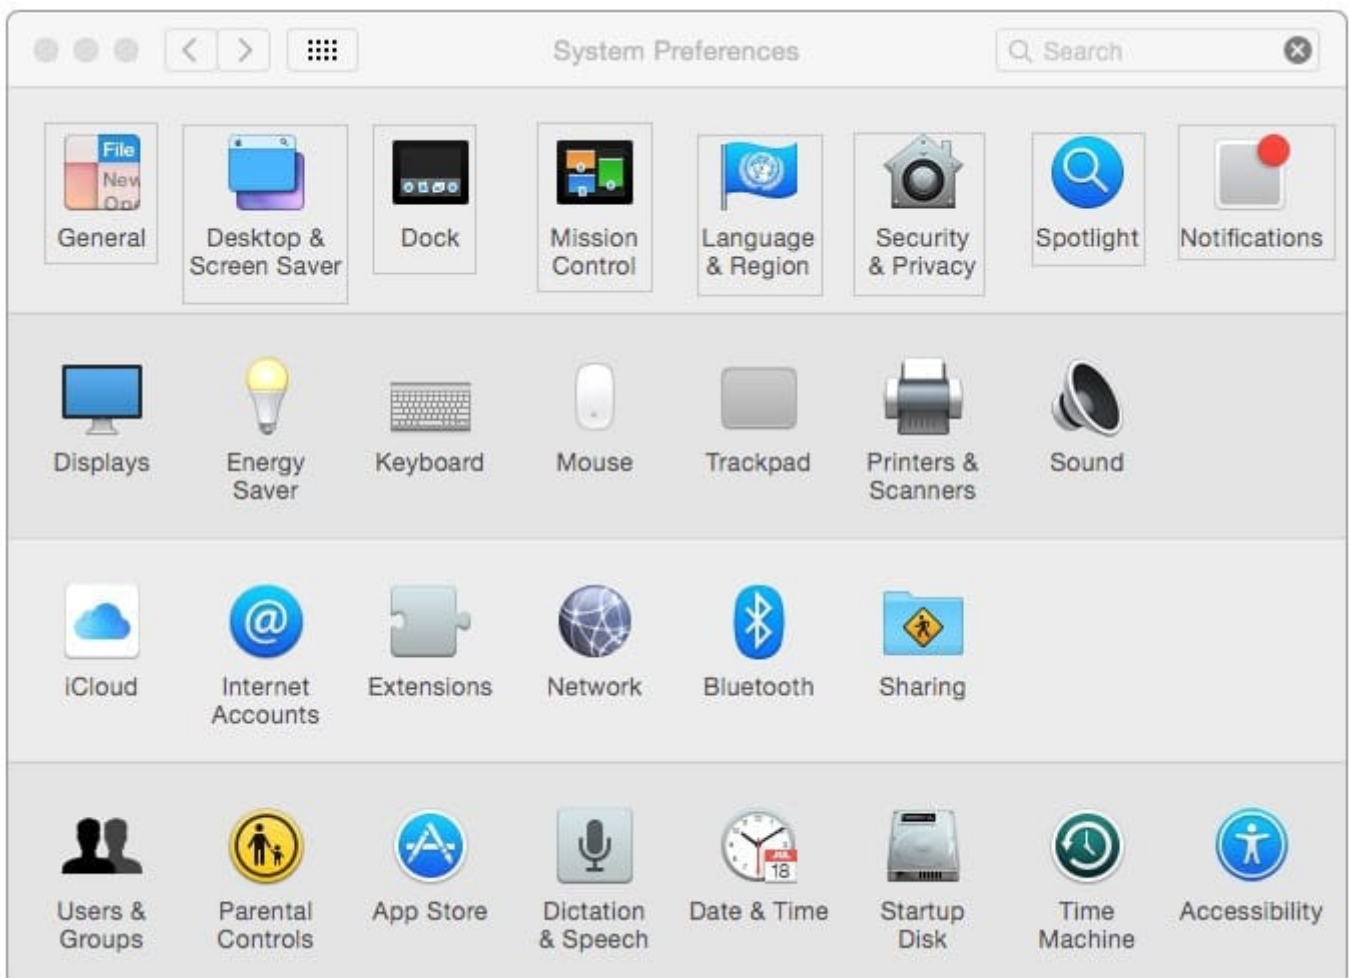 System Preferences
Search
File
New
General
Desktop &
Screen Saver
Dock
Mission
Control
Language
& Region
Security
& Privacy
Spotlight
Notifications
Displays
Energy
Saver
Keyboard
Mouse
Trackpad
Printers &
Scanners
Sound
iCloud
@
Internet
Accounts
Extensions
Network
Bluetooth
Sharing
Users &
Groups
Parental
Controls
App Store
Dictation
& Speech
JUL
18
Date & Time
Startup
Disk
Time
Machine
Accessibility